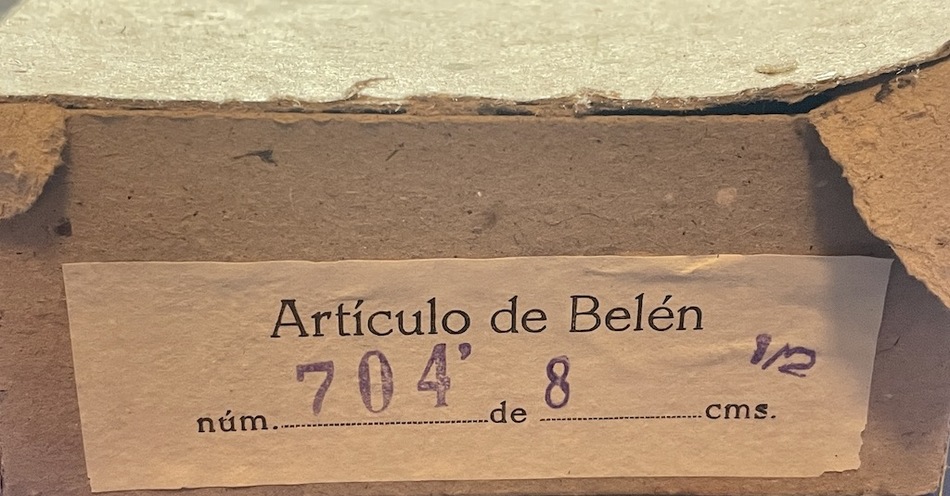 Artículo de Belén
1/2
núm. 704' de 8 cms.